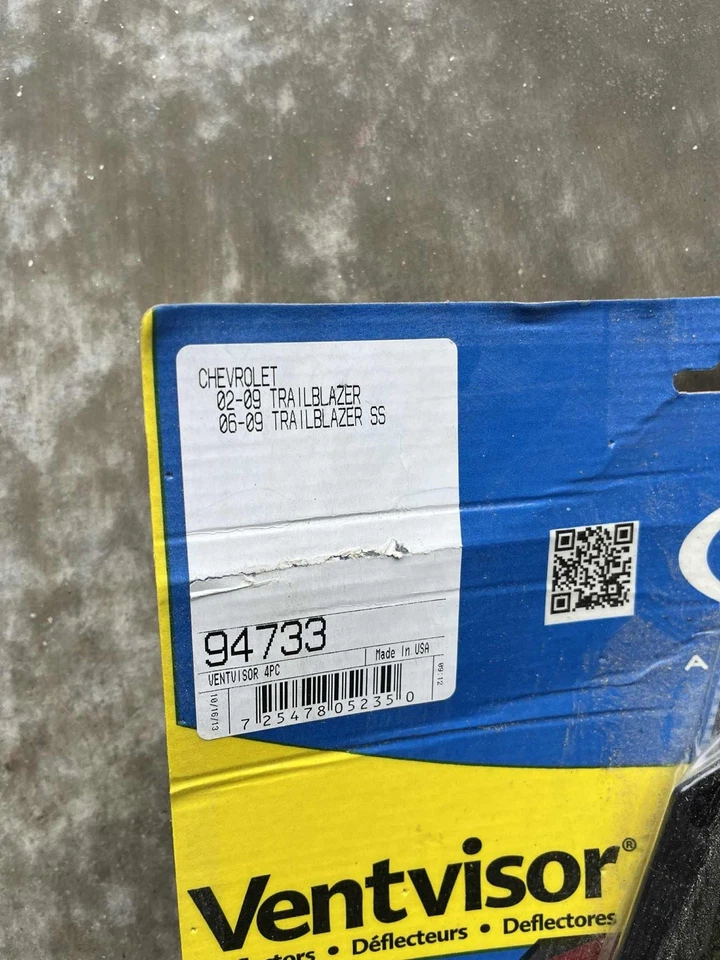 CHEVROLET
02-09 TRAILBLAZER
06-09 TRAILBLAZER SS
94733
VENTVISOR 4PC
Made In USA
10/16/13
09:12
7 25478 05235 0
A
Ventvisor®
• Déflecteurs • Deflectores